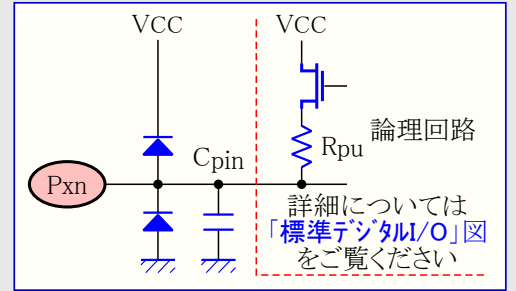 VCC VCC
論理回路
Rpu
Cpin
Pxn
詳細については
「標準ﾃﾞｼﾞﾀﾙI/O」図
をご覧ください